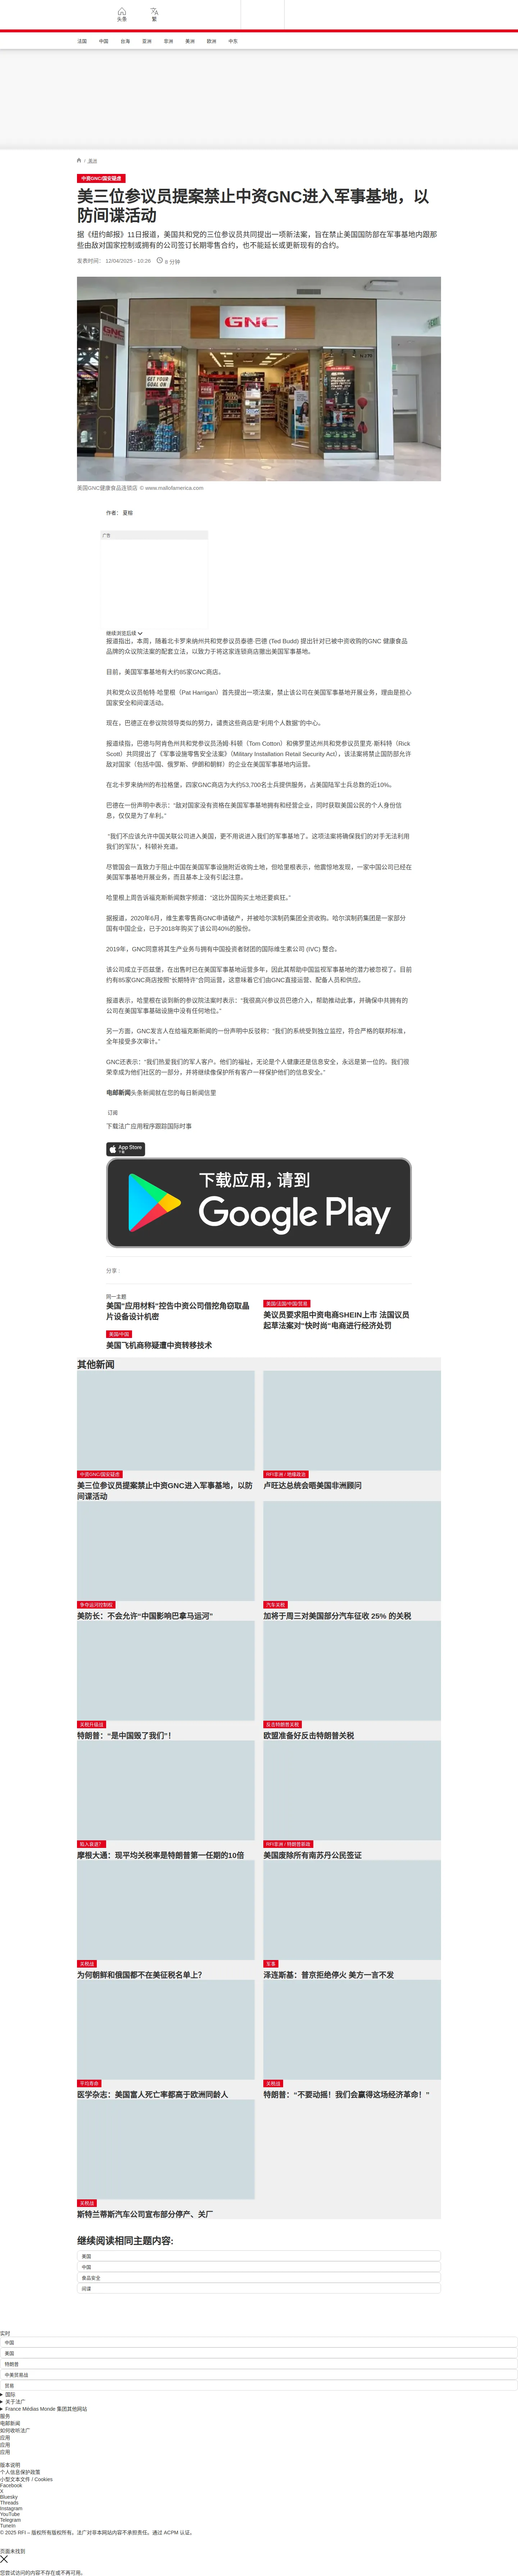 头条
繁
法国
中国
台海
亚洲
非洲
美洲
欧洲
中东
/ 美洲
中资GNC/国安疑虑
美三位参议员提案禁止中资GNC进入军事基地，以
防间谍活动
据《纽约邮报》11日报道，美国共和党的三位参议员共同提出一项新法案，旨在禁止美国国防部在军事基地内跟那
些由敌对国家控制或拥有的公司签订长期零售合约，也不能延长或更新现有的合约。
发表时间： 12/04/2025 - 10:26 6 分钟
GNC
GNC
LIVE WELL
GET YOUR GOAL ON
美国GNC健康食品连锁店 © www.mallofamerica.com
作者： 夏榕
广告
继续浏览后续
报道指出，本周，随着北卡罗来纳州共和党参议员泰德·巴德 (Ted Budd) 提出针对已被中资收购的GNC 健康食品
品牌的众议院法案的配套立法，以致力于将这家连锁商店撤出美国军事基地。
目前，美国军事基地有大约85家GNC商店。
共和党众议员帕特·哈里根（Pat Harrigan）首先提出一项法案，禁止该公司在美国军事基地开展业务，理由是担心
国家安全和间谍活动。
现在，巴德正在参议院领导类似的努力，谴责这些商店是"利用个人数据"的中心。
报道续指，巴德与阿肯色州共和党参议员汤姆·科顿（Tom Cotton）和佛罗里达州共和党参议员里克·斯科特（Rick
Scott）共同提出了《军事设施零售安全法案》（Military Installation Retail Security Act），该法案将禁止国防部允许
敌对国家（包括中国、俄罗斯、伊朗和朝鲜）的企业在美国军事基地内运营。
在北卡罗来纳州的布拉格堡，四家GNC商店为大约53,700名士兵提供服务，占美国陆军士兵总数的近10%。
巴德在一份声明中表示："敌对国家没有资格在美国军事基地拥有和经营企业，同时获取美国公民的个人身份信
息，仅仅是为了牟利。"
"我们不应该允许中国关联公司进入美国，更不用说进入我们的军事基地了。这项法案将确保我们的对手无法利用
我们的军队"，科顿补充道。
尽管国会一直致力于阻止中国在美国军事设施附近收购土地，但哈里根表示，他震惊地发现，一家中国公司已经在
美国军事基地开展业务，而且基本上没有引起注意。
哈里根上周告诉福克斯新闻数字频道："这比外国购买土地还要疯狂。"
据报道，2020年6月，维生素零售商GNC申请破产，并被哈尔滨制药集团全资收购。哈尔滨制药集团是一家部分
国有中国企业，已于2018年购买了该公司40%的股份。
2019年，GNC同意将其生产业务与拥有中国投资者财团的国际维生素公司 (IVC) 整合。
该公司成立于匹兹堡，在出售时已在美国军事基地运营多年，因此其帮助中国监视军事基地的潜力被忽视了。目前
约有85家GNC商店按照"长期特许"合同运营，这意味着它们由GNC直接运营、配备人员和供应。
报道表示，哈里根在谈到新的参议院法案时表示："我很高兴参议员巴德介入，帮助推动此事，并确保中共拥有的
公司在美国军事基础设施中没有任何地位。"
另一方面，GNC发言人在给福克斯新闻的一份声明中反驳称："我们的系统受到独立监控，符合严格的联邦标准，
全年接受多次审计。"
GNC还表示："我们热爱我们的军人客户。他们的福祉，无论是个人健康还是信息安全，永远是第一位的。我们很
荣幸成为他们社区的一部分，并将继续像保护所有客户一样保护他们的信息安全。"
电邮新闻头条新闻就在您的每日新闻信里
订阅
下载法广应用程序跟踪国际时事
App Store
下载
下载应用，请到
Google Play
分享 :
同一主题
美国"应用材料"控告中资公司借挖角窃取晶
片设备设计机密
美国/法国/中国/贸易
美议员要求阻中资电商SHEIN上市 法国议员
起草法案对"快时尚"电商进行经济处罚
美国/中国
美国飞机商称疑遭中资转移技术
其他新闻
中资GNC/国安疑虑
美三位参议员提案禁止中资GNC进入军事基地，以防
间谍活动
RFI非洲 / 地缘政治
卢旺达总统会晤美国非洲顾问
争夺运河控制权
美防长：不会允许"中国影响巴拿马运河"
汽车关税
加将于周三对美国部分汽车征收 25% 的关税
关税升级战
特朗普："是中国毁了我们"！
反击特朗普关税
欧盟准备好反击特朗普关税
陷入衰退？
摩根大通：现平均关税率是特朗普第一任期的10倍
RFI非洲 / 特朗普新政
美国废除所有南苏丹公民签证
关税战
为何朝鲜和俄国都不在美征税名单上？
军事
泽连斯基：普京拒绝停火 美方一言不发
平均寿命
医学杂志：美国富人死亡率都高于欧洲同龄人
关税战
特朗普："不要动摇！我们会赢得这场经济革命！"
关税战
斯特兰蒂斯汽车公司宣布部分停产、关厂
继续阅读相同主题内容:
美国
中国
食品安全
间谍
实时
中国
美国
特朗普
中美贸易战
贸易
国际
关于法广
France Médias Monde 集团其他网站
服务
电邮新闻
如何收听法广
应用
应用
应用
版本说明
个人信息保护政策
小型文本文件 / Cookies
Facebook
X
Bluesky
Threads
Instagram
YouTube
Telegram
TuneIn
© 2025 RFI – 版权所有版权所有。法广对非本网站内容不承担责任。通过 ACPM 认证。
页面未找到
您尝试访问的内容不存在或不再可用。